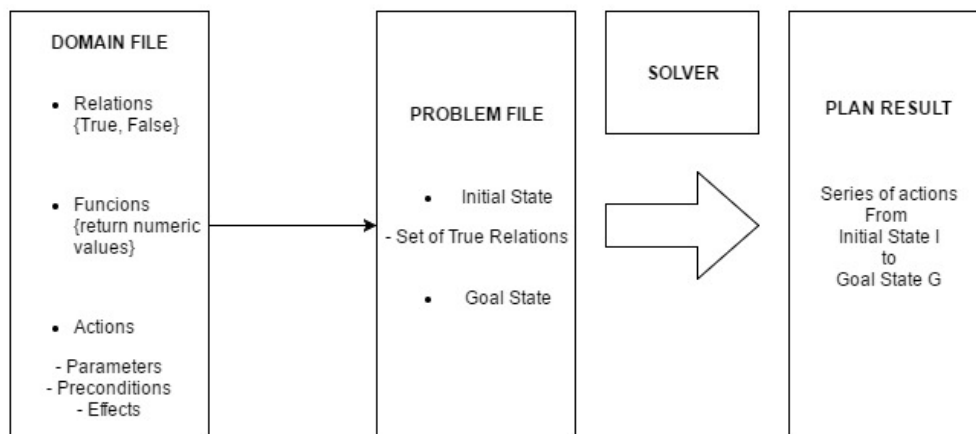 DOMAIN FILE
• Relations
{True, False}
• Funcions
{return numeric
values}
• Actions
- Parameters
- Preconditions
- Effects
PROBLEM FILE
• Initial State
- Set of True Relations
• Goal State
SOLVER
PLAN RESULT
Series of actions
From
Initial State I
to
Goal State G